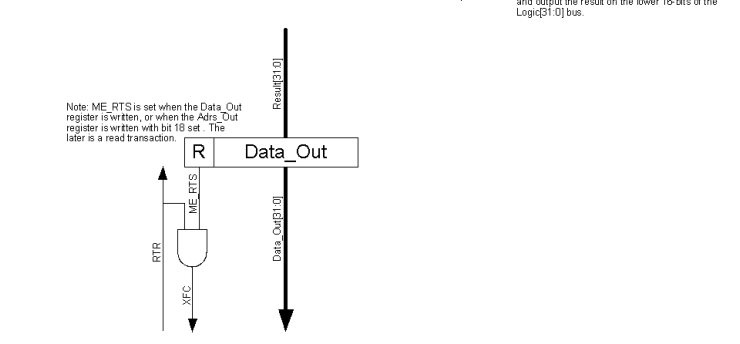 and output the result on the lower 16-bits of the
Logic[31:0] bus.
Result[31:0]
Note: ME_RTS is set when the Data_Out
register is written, or when the Adrs_Out
register is written with bit 18 set . The
later is a read transaction.
R
Data_Out
ME_RTS
Data_Out[31:0]
RTR
XFC